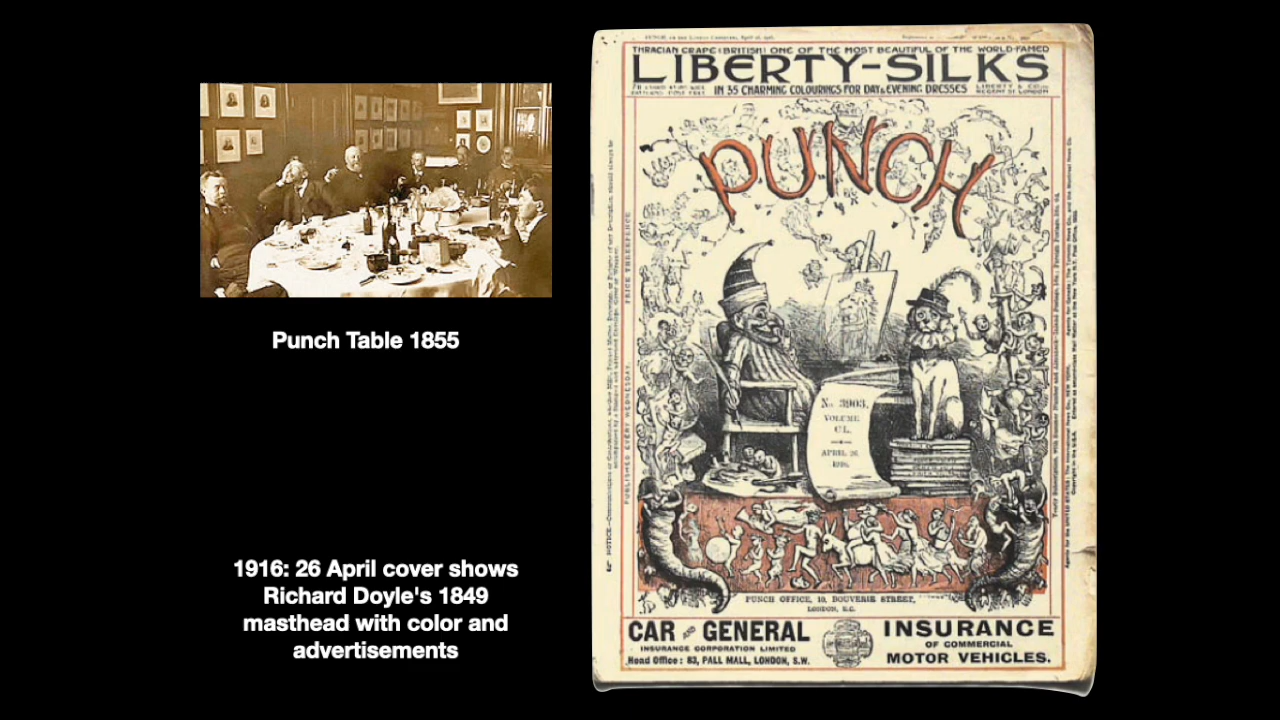 Punch Table 1855
1916: 26 April cover shows
Richard Doyle's 1849
masthead with color and
advertisements
THRACIAN CRAPE (BRITISH) ONE OF THE MOST BEAUTIFUL OF THE WORLD-FAMED
LIBERTY-SILKS
IN 35 CHARMING COLOURINGS FOR DAY & EVENING DRESSES
LIBERTY & CO.
REGENT ST. LONDON
PUNCH
PUBLISHED EVERY WEDNESDAY. PRICE THREEPENCE
No. 3903.
VOLUME
CL.
APRIL 26,
1916.
PUNCH OFFICE, 10, BOUVERIE STREET,
LONDON, E.C.
CAR & GENERAL
INSURANCE CORPORATION LIMITED
Head Office: 83, PALL MALL, LONDON, S.W.
INSURANCE
OF COMMERCIAL
MOTOR VEHICLES.